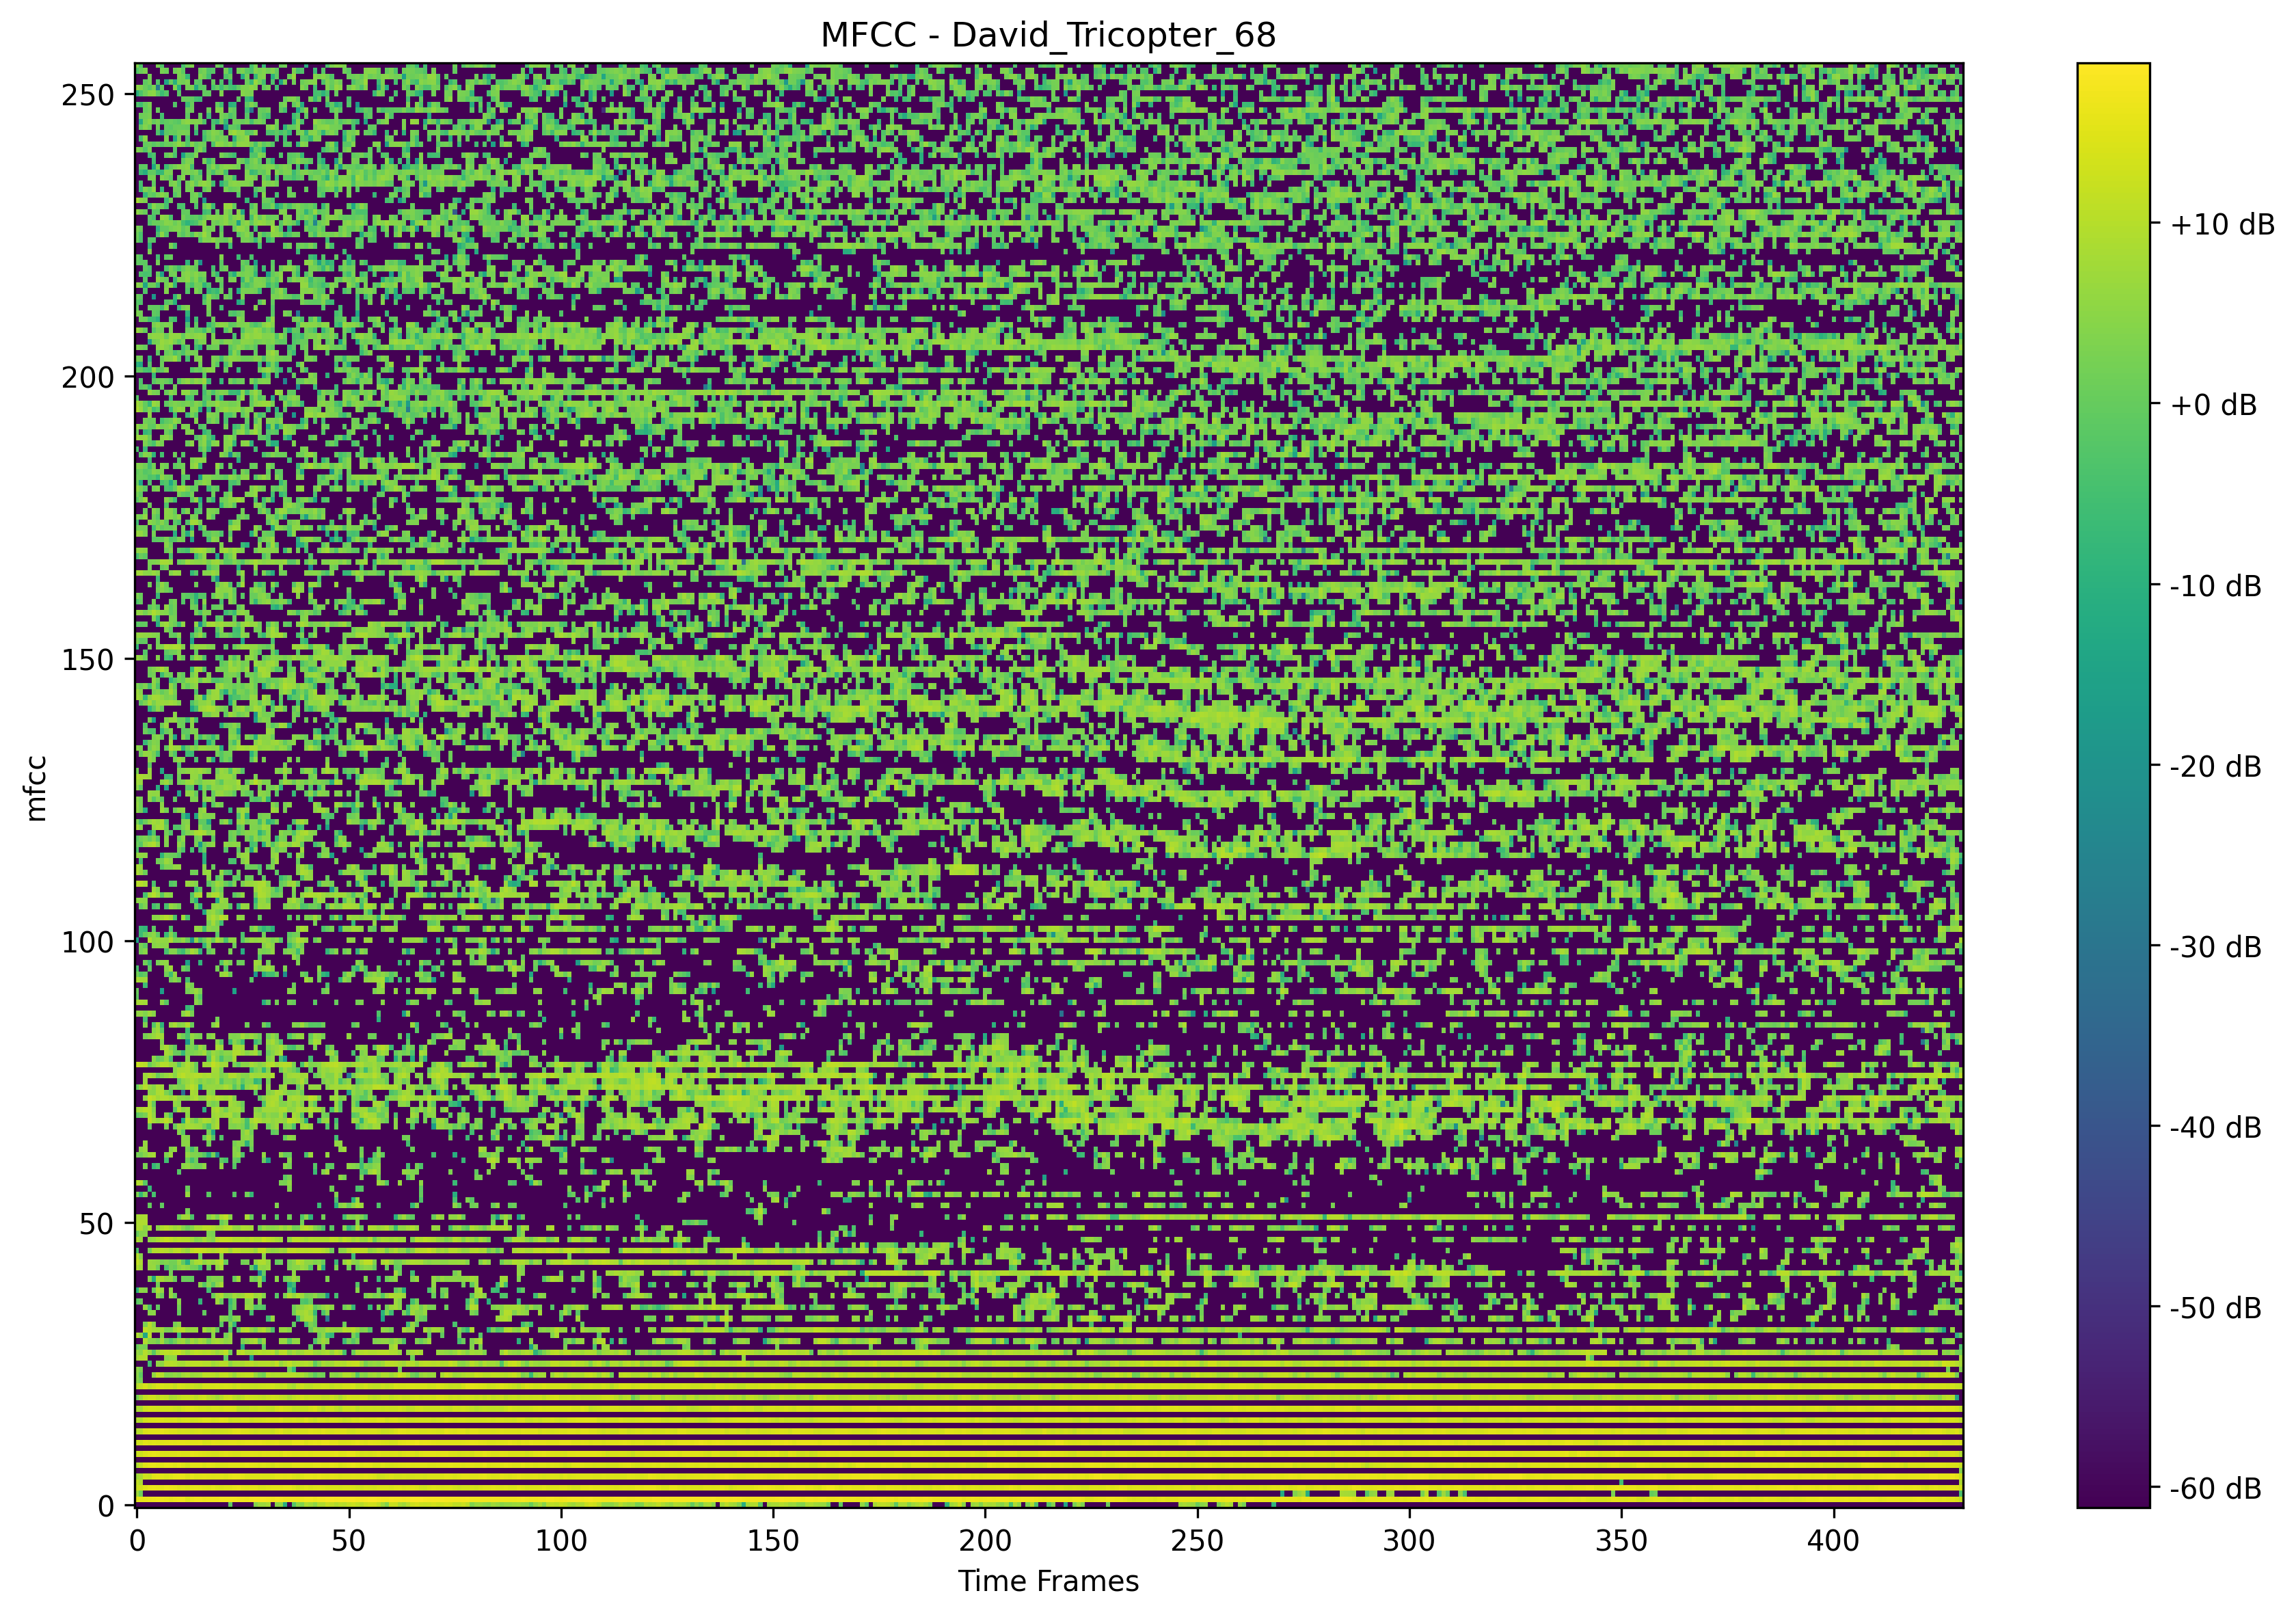 MFCC - David_Tricopter_68
250
200
150
100
50
0
mfcc
0 50 100 150 200 250 300 350 400
Time Frames
+10 dB
+0 dB
-10 dB
-20 dB
-30 dB
-40 dB
-50 dB
-60 dB